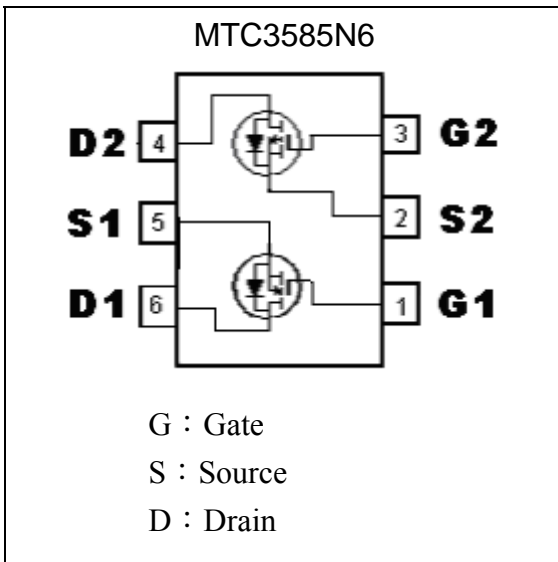 MTC3585N6
D2 4 3 G2
S1 5 2 S2
D1 6 1 G1
G：Gate
S：Source
D：Drain